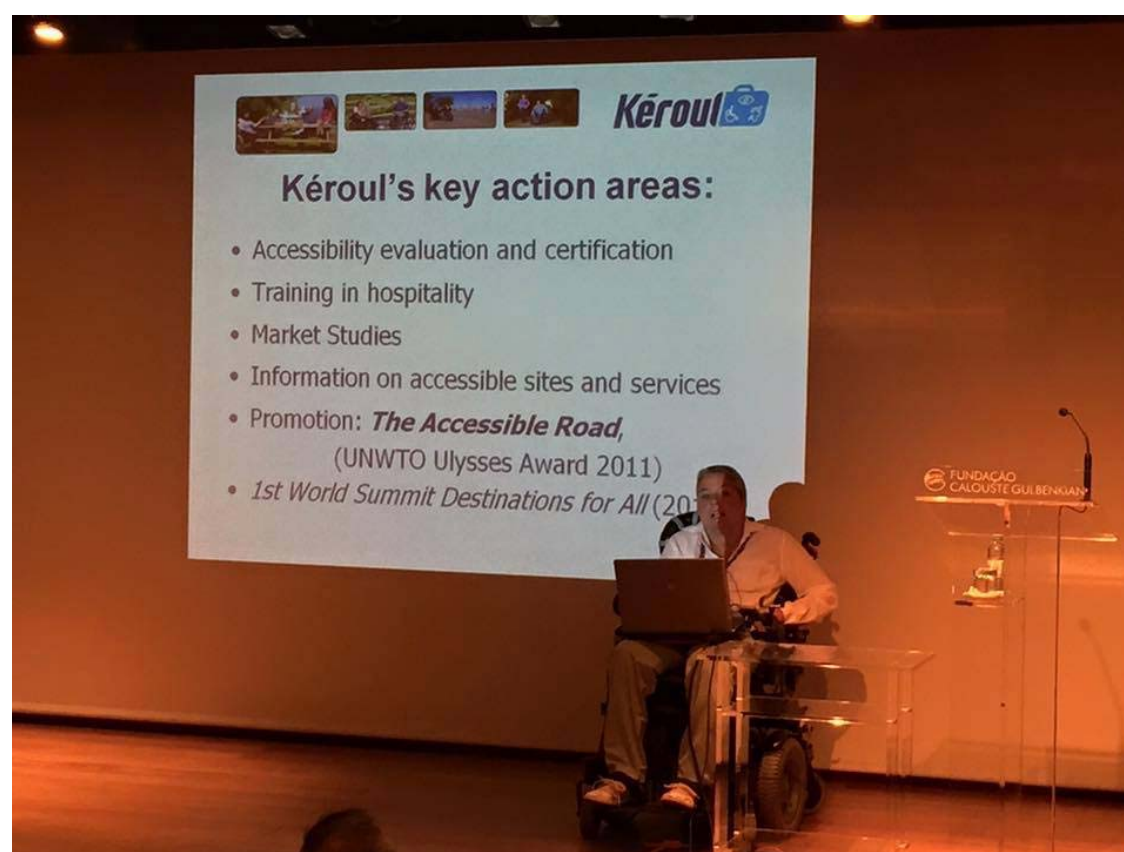 Kéroul
Kéroul's key action areas:
• Accessibility evaluation and certification
• Training in hospitality
• Market Studies
• Information on accessible sites and services
• Promotion: The Accessible Road,
(UNWTO Ulysses Award 2011)
• 1st World Summit Destinations for All
FUNDAÇÃO
CALOUSTE GULBENKIAN